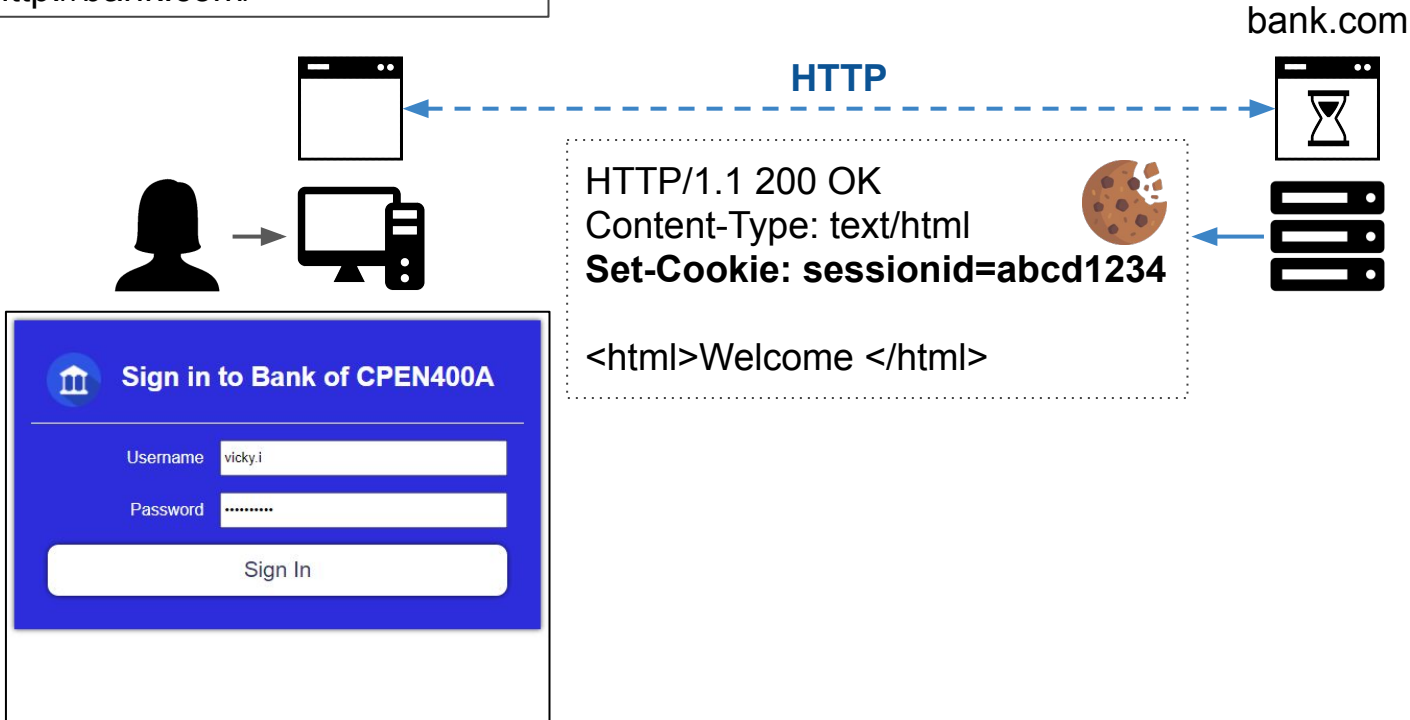 bank.com
HTTP
HTTP/1.1 200 OK
Content-Type: text/html
Set-Cookie: sessionid=abcd1234
<html>Welcome </html>
Sign in to Bank of CPEN400A
Username vicky.i
Password ••••••••••
Sign In